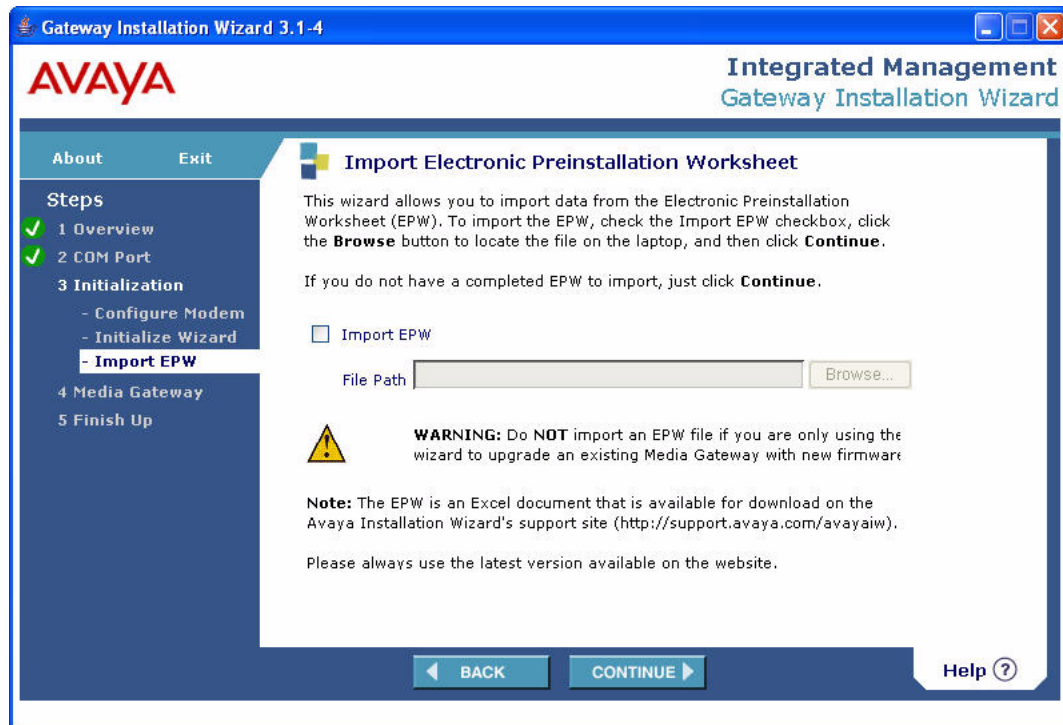 Gateway Installation Wizard 3.1-4
AVAYA
Integrated Management
Gateway Installation Wizard
About Exit
Steps
1 Overview
2 COM Port
3 Initialization
- Configure Modem
- Initialize Wizard
- Import EPW
4 Media Gateway
5 Finish Up
Import Electronic Preinstallation Worksheet
This wizard allows you to import data from the Electronic Preinstallation
Worksheet (EPW). To import the EPW, check the Import EPW checkbox, click
the Browse button to locate the file on the laptop, and then click Continue.
If you do not have a completed EPW to import, just click Continue.
Import EPW
File Path Browse...
WARNING: Do NOT import an EPW file if you are only using the
wizard to upgrade an existing Media Gateway with new firmware
Note: The EPW is an Excel document that is available for download on the
Avaya Installation Wizard's support site (http://support.avaya.com/avayaiw).
Please always use the latest version available on the website.
BACK CONTINUE
Help ?